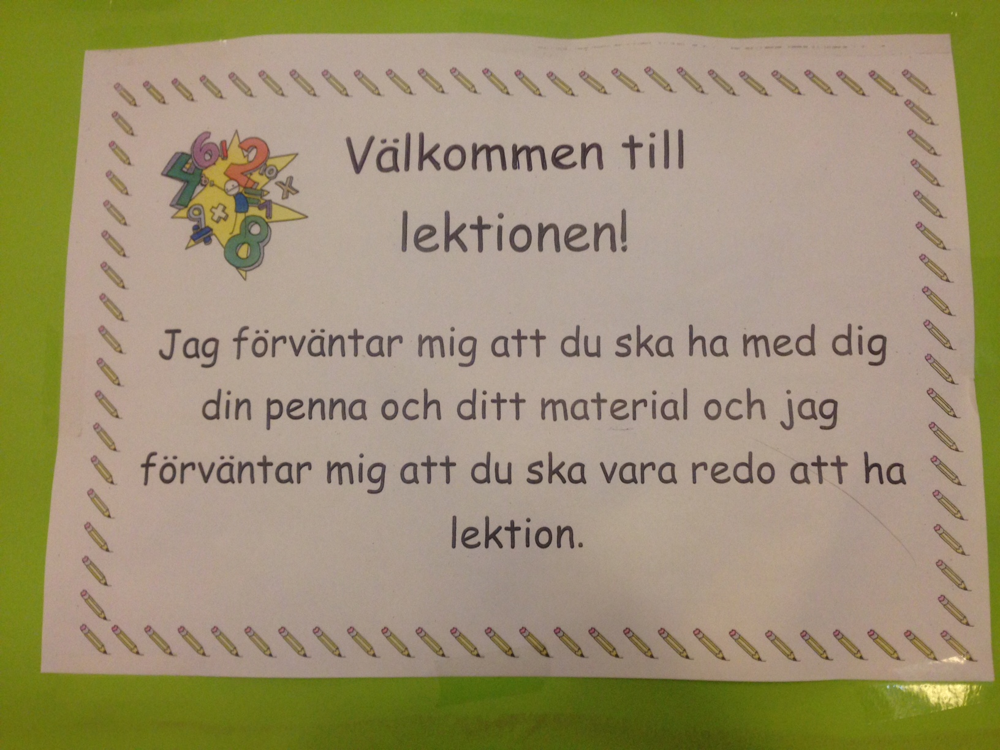 Välkommen till
lektionen!
Jag förväntar mig att du ska ha med dig
din penna och ditt material och jag
förväntar mig att du ska vara redo att ha
lektion.